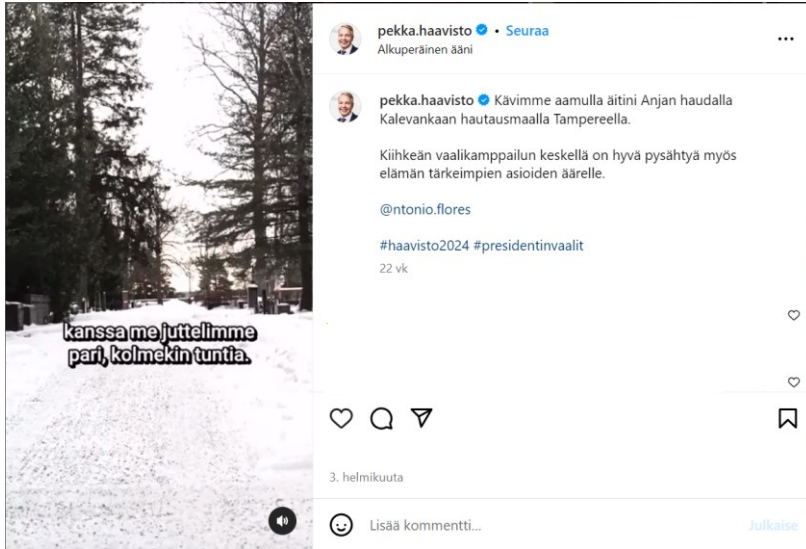 kanssa me juttelimme
pari, kolmekin tuntia.
pekka.haavisto • Seuraa
Alkuperäinen ääni
pekka.haavisto Kävimme aamulla äitini Anjan haudalla
Kalevankaan hautausmaalla Tampereella.
Kiihkeän vaalikamppailun keskellä on hyvä pysähtyä myös
elämän tärkeimpien asioiden äärelle.
@ntonio.flores
#haavisto2024 #presidentinvaalit
22 vk
3. helmikuuta
Lisää kommentti...
Julkaise